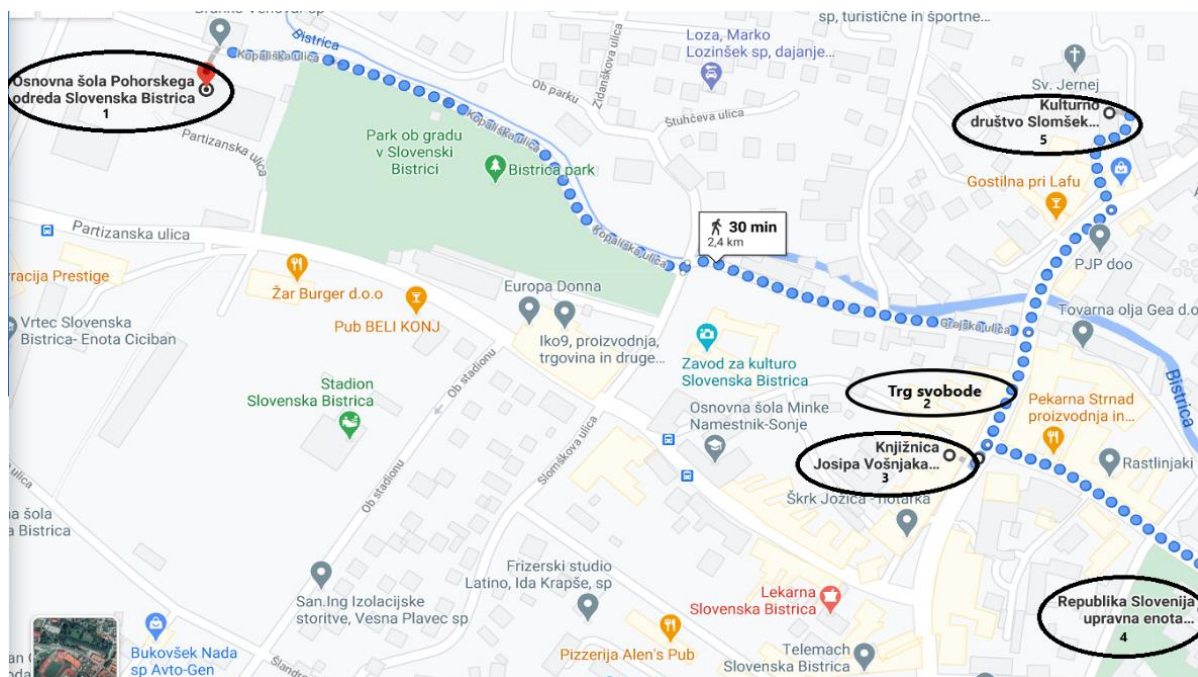 sp, turistične in športne...
Bistrica
Kopališka ulica
Osnovna šola Pohorskega
odreda Slovenska Bistrica
1
Loza, Marko
Lozinšek sp, dajanje...
Sv. Jernej
Kulturno
društvo Slomšek...
5
Ob parku
Zidanškova ulica
Štuhčeva ulica
Partizanska ulica
Park ob gradu
v Slovenski
Bistrici
Bistrica park
Kopališka ulica
Gostilna pri Lafu
Partizanska ulica
30 min
2,4 km
Kopališka ulica
PJP doo
Žar Burger d.o.o
Europa Donna
Pub BELI KONJ
Iko9, proizvodnja,
trgovina in druge...
Vrtec Slovenska
Bistrica- Enota Ciciban
Grajska ulica
Tovarna olja Gea d.o
Zavod za kulturo
Slovenska Bistrica
Ob stadionu
Stadion
Slovenska Bistrica
Trg svobode
2
Pekarna Strnad
proizvodnja in...
Bistrica
Osnovna šola Minke
Namestnik-Sonje
Slomškova ulica
Knjižnica
Josipa Vošnjaka...
3
Rastlinjaki
Ob stadionu
Škrk Jožica - notarka
Frizerski studio
Latino, Ida Krapše, sp
San.Ing Izolacijske
storitve, Vesna Plavec sp
Lekarna
Slovenska Bistrica
Republika Slovenija
upravna enota...
4
Bukovšek Nada
sp Avto-Gen
Pizzerija Alen's Pub
Telemach
Slovenska Bistrica